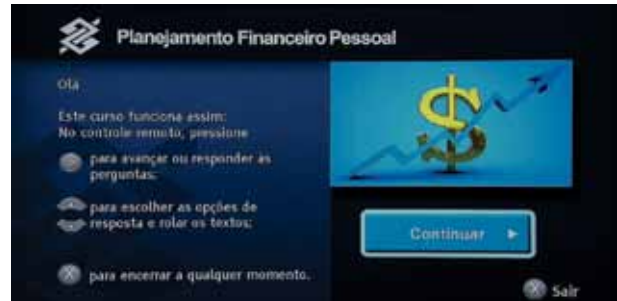 Planejamento Financeiro Pessoal
Olá
Este curso funciona assim:
No controle remoto, pressione
para avançar ou responder às
perguntas;
para escolher as opções de
resposta e rolar os textos;
para encerrar a qualquer momento.
Continuar
Sair